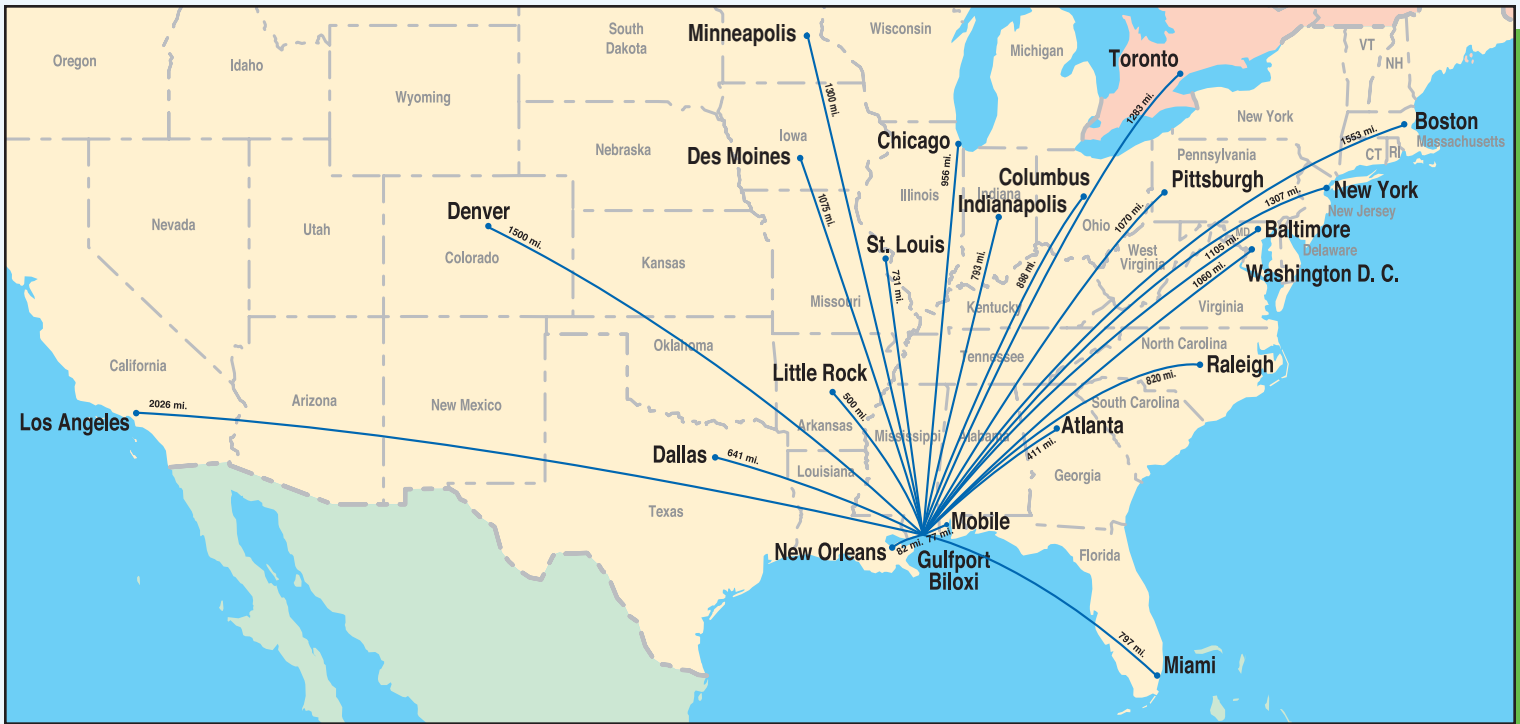 Oregon
Idaho
Wyoming
South
Dakota
Minneapolis
Wisconsin
Michigan
Toronto
VT
NH
1300 mi.
1283 mi.
New York
Boston
1553 mi.
Massachusetts
CT
RI
Nebraska
Iowa
Des Moines
Chicago
956 mi.
Pennsylvania
Pittsburgh
1070 mi.
New York
1307 mi.
New Jersey
Columbus
Indiana
Indianapolis
Illinois
1075 mi.
Nevada
Utah
Denver
1500 mi.
Colorado
Kansas
St. Louis
731 mi.
793 mi.
898 mi.
Ohio
West
Virginia
MD
Baltimore
1105 mi.
Delaware
1060 mi.
Washington D. C.
Missouri
Kentucky
Virginia
California
Oklahoma
Tennessee
North Carolina
Raleigh
820 mi.
Los Angeles
2026 mi.
Arizona
New Mexico
Little Rock
500 mi.
Arkansas
Mississippi
Alabama
South Carolina
Atlanta
411 mi.
Georgia
Dallas
641 mi.
Louisiana
Texas
Mobile
77 mi.
New Orleans
82 mi.
Gulfport
Biloxi
Florida
797 mi.
Miami